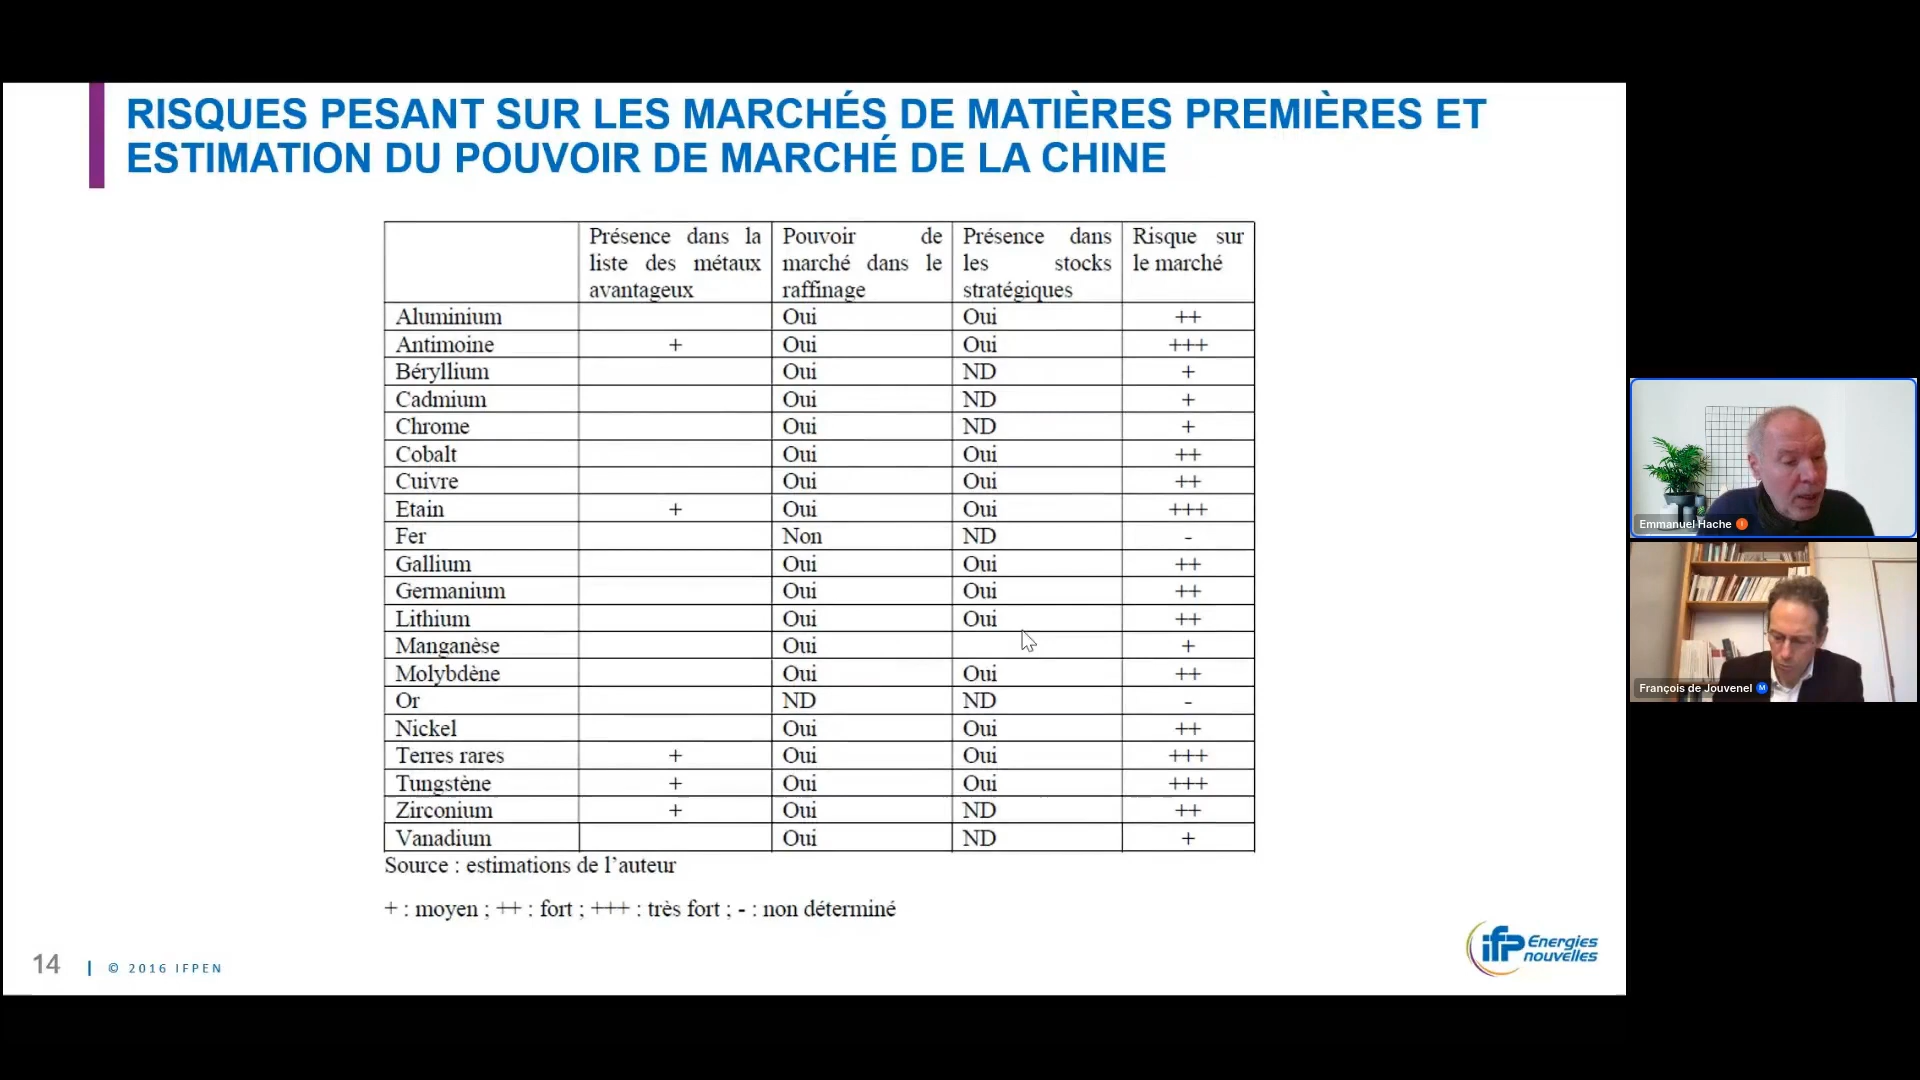 RISQUES PESANT SUR LES MARCHÉS DE MATIÈRES PREMIÈRES ET
ESTIMATION DU POUVOIR DE MARCHÉ DE LA CHINE
Présence dans la liste des métaux avantageux | Pouvoir de marché dans le raffinage | Présence dans les stocks stratégiques | Risque sur le marché
Aluminium Oui Oui ++
Antimoine + Oui Oui +++
Béryllium Oui ND +
Cadmium Oui ND +
Chrome Oui ND +
Cobalt Oui Oui ++
Cuivre Oui Oui ++
Etain + Oui Oui +++
Fer Non ND -
Gallium Oui Oui ++
Germanium Oui Oui ++
Lithium Oui Oui ++
Manganèse Oui +
Molybdène Oui Oui ++
Or ND ND -
Nickel Oui Oui ++
Terres rares + Oui Oui +++
Tungstène + Oui Oui +++
Zirconium + Oui ND ++
Vanadium Oui ND +
Source : estimations de l’auteur
+ : moyen ; ++ : fort ; +++ : très fort ; - : non déterminé
14 | © 2016 IFPEN
ifp Energies
nouvelles
Emmanuel Hache
François de Jouvenel M